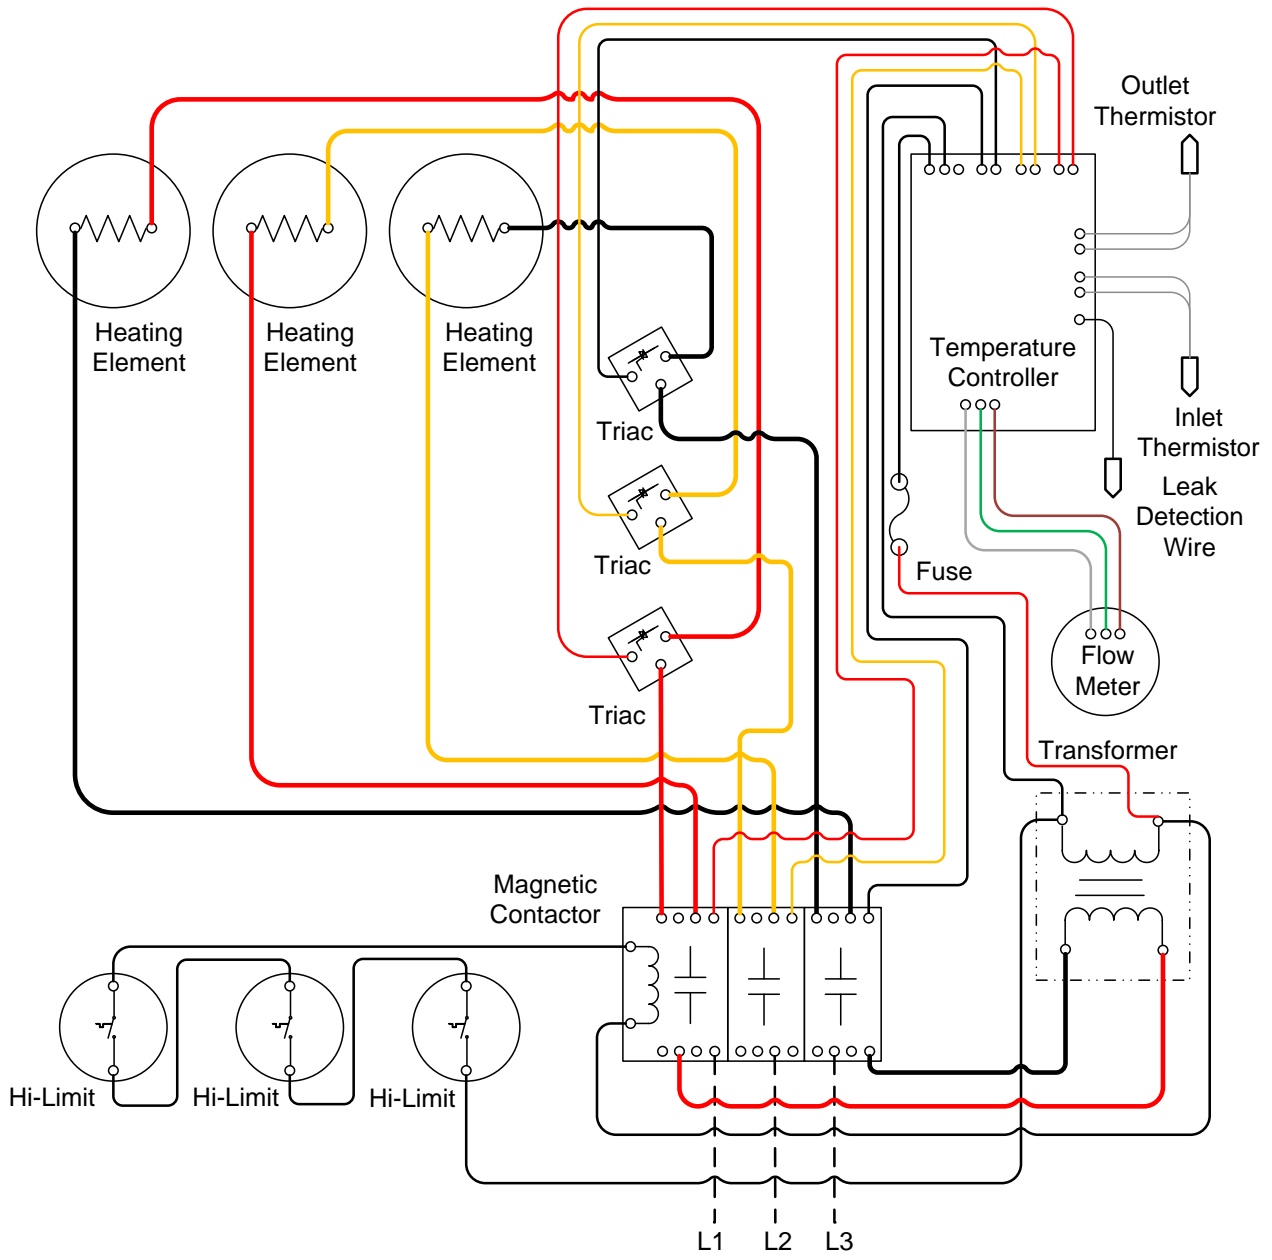 Outlet
Thermistor
Heating
Element
Heating
Element
Heating
Element
Temperature
Controller
Inlet
Thermistor
Triac
Leak
Detection
Wire
Triac
Fuse
Flow
Meter
Triac
Transformer
Magnetic
Contactor
Hi-Limit
Hi-Limit
Hi-Limit
L1
L2
L3